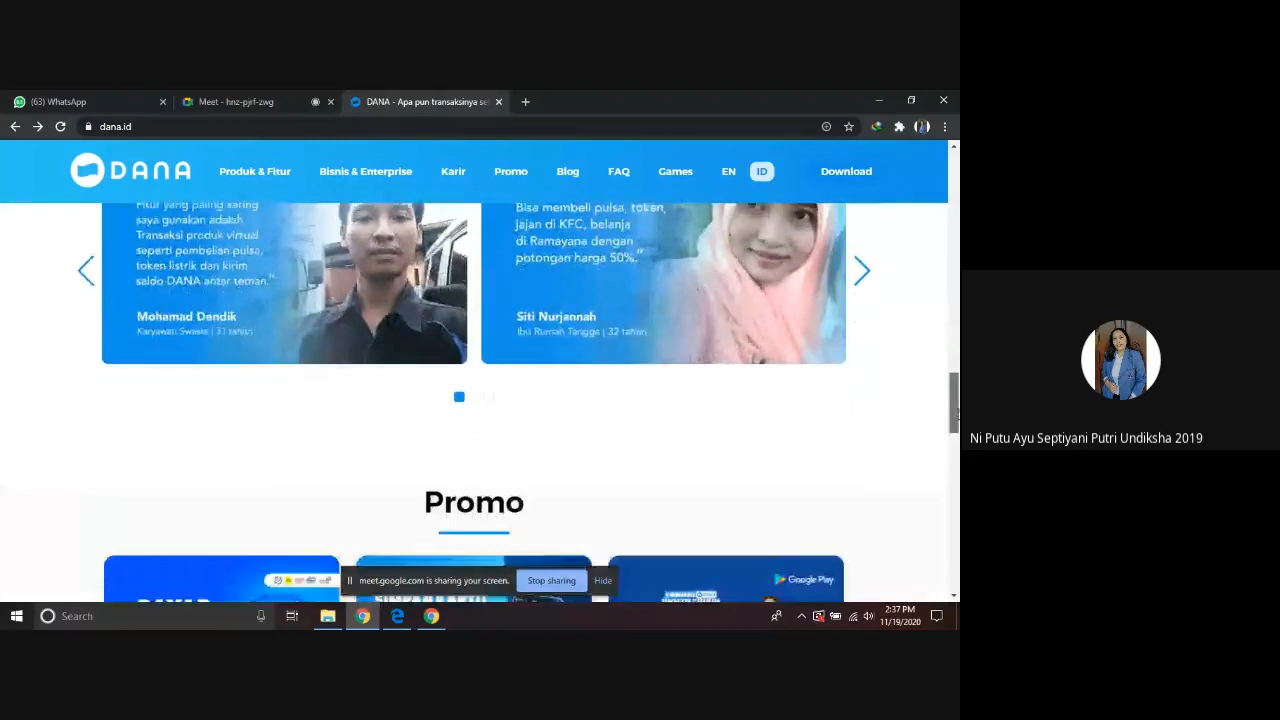 (63) WhatsApp
Meet - hnz-pjrf-zwg
DANA - Apa pun transaksinya se
dana.id
DANA
Produk & Fitur
Bisnis & Enterprise
Karir
Promo
Blog
FAQ
Games
EN
ID
Download
Fitur yang paling saring
saya gunakan adalah
Transaksi produk virtual
seperti pembelian pulsa,
token listrik dan kirim
saldo DANA antar teman."
Mohamad Dendik
Karyawan Swasta | 31 tahun
Bisa membeli pulsa, token,
jajan di KFC, belanja
di Ramayana dengan
potongan harga 50%."
Siti Nurjannah
Ibu Rumah Tangga | 32 tahun
Promo
Google Play
meet.google.com is sharing your screen.
Stop sharing
Hide
Search
2:37 PM
11/19/2020
Ni Putu Ayu Septiyani Putri Undiksha 2019